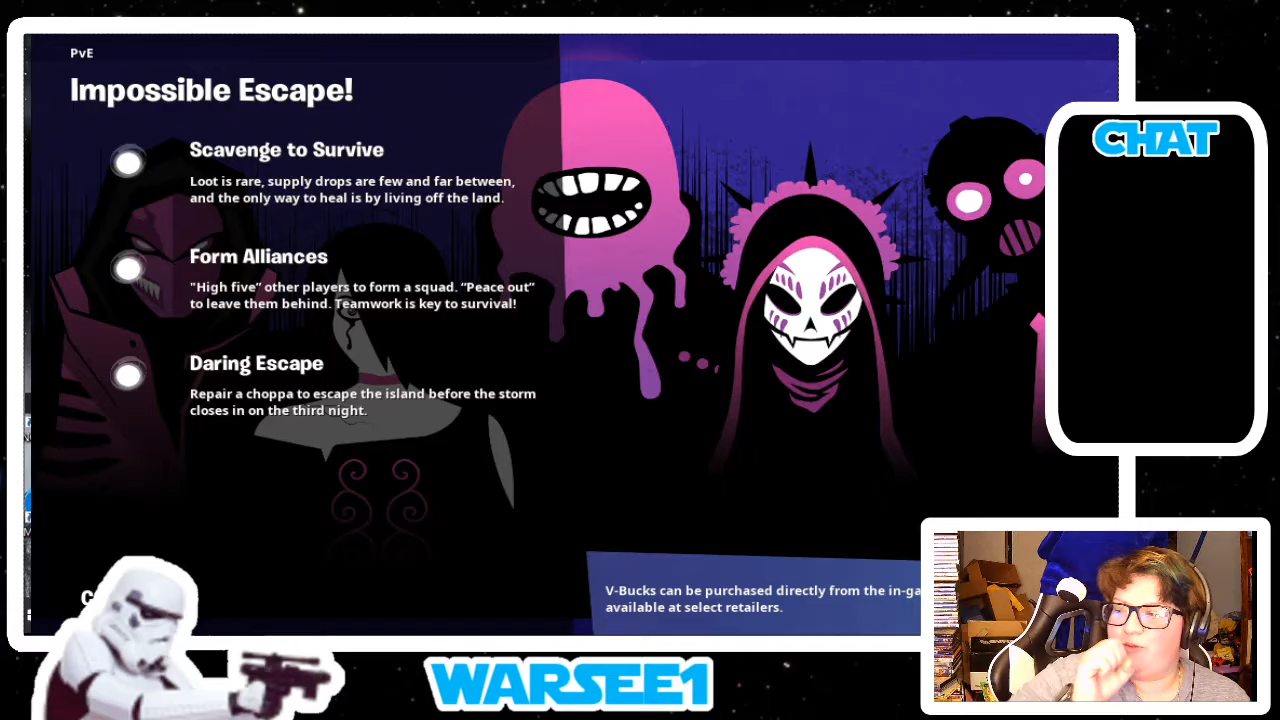 PvE
Impossible Escape!
Scavenge to Survive
Loot is rare, supply drops are few and far between,
and the only way to heal is by living off the land.
Form Alliances
"High five” other players to form a squad. “Peace out”
to leave them behind. Teamwork is key to survival!
Daring Escape
Repair a choppa to escape the island before the storm
closes in on the third night.
V-Bucks can be purchased directly from the in-ga
available at select retailers.
CHAT
WARSEE1